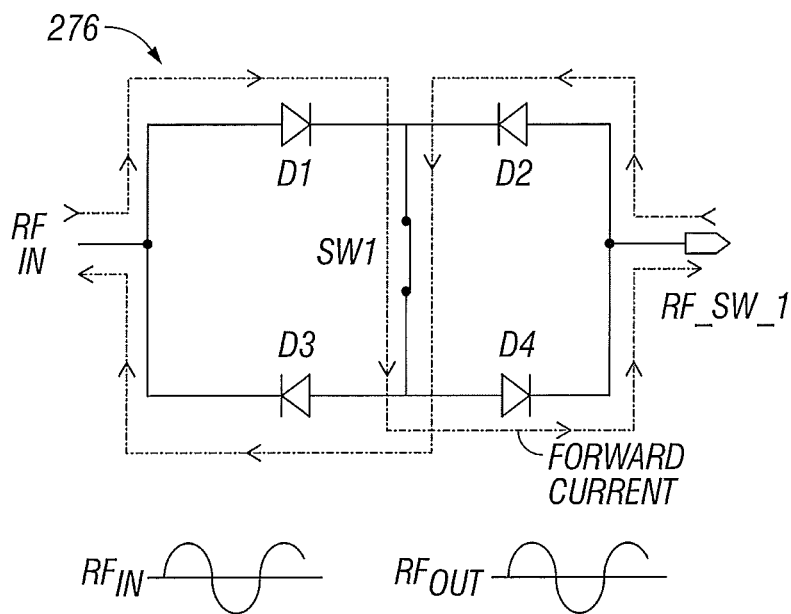 276
D1
D2
RF
IN
SW1
RF_SW_1
D3
D4
FORWARD
CURRENT
RFIN
RFOUT